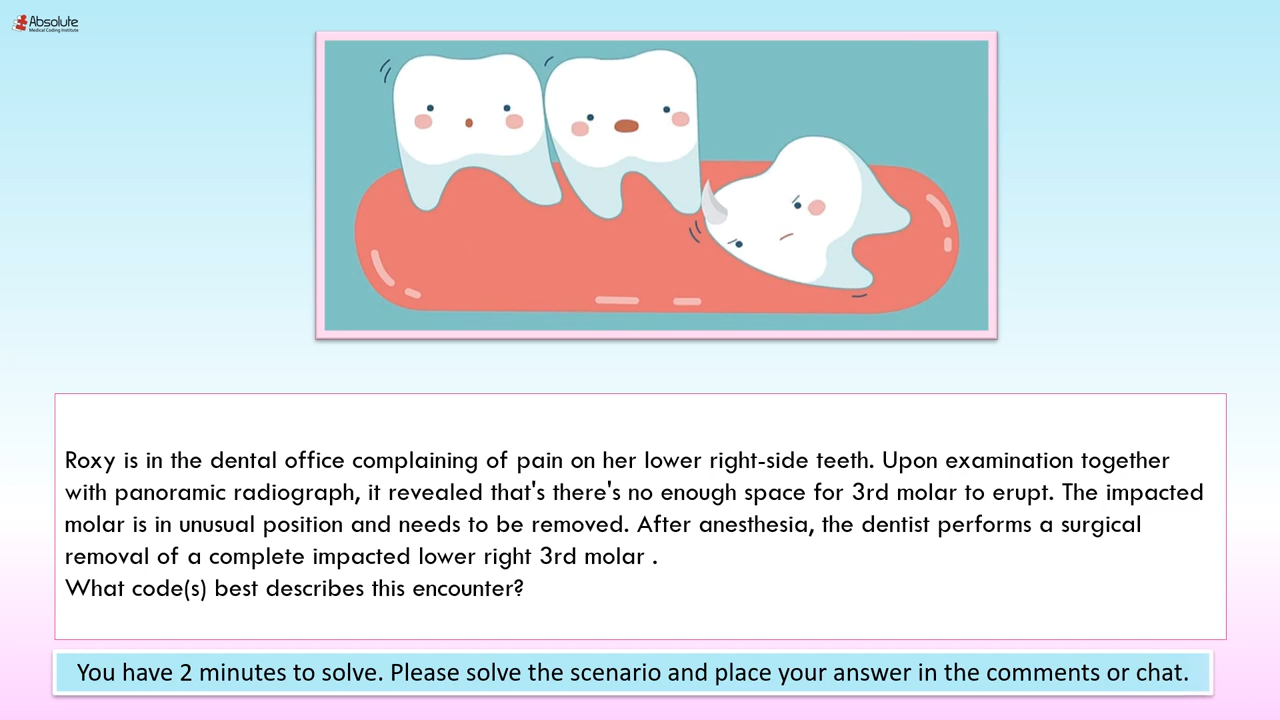 Absolute
Medical Coding Institute
Roxy is in the dental office complaining of pain on her lower right-side teeth. Upon examination together
with panoramic radiograph, it revealed that's there's no enough space for 3rd molar to erupt. The impacted
molar is in unusual position and needs to be removed. After anesthesia, the dentist performs a surgical
removal of a complete impacted lower right 3rd molar .
What code(s) best describes this encounter?
You have 2 minutes to solve. Please solve the scenario and place your answer in the comments or chat.